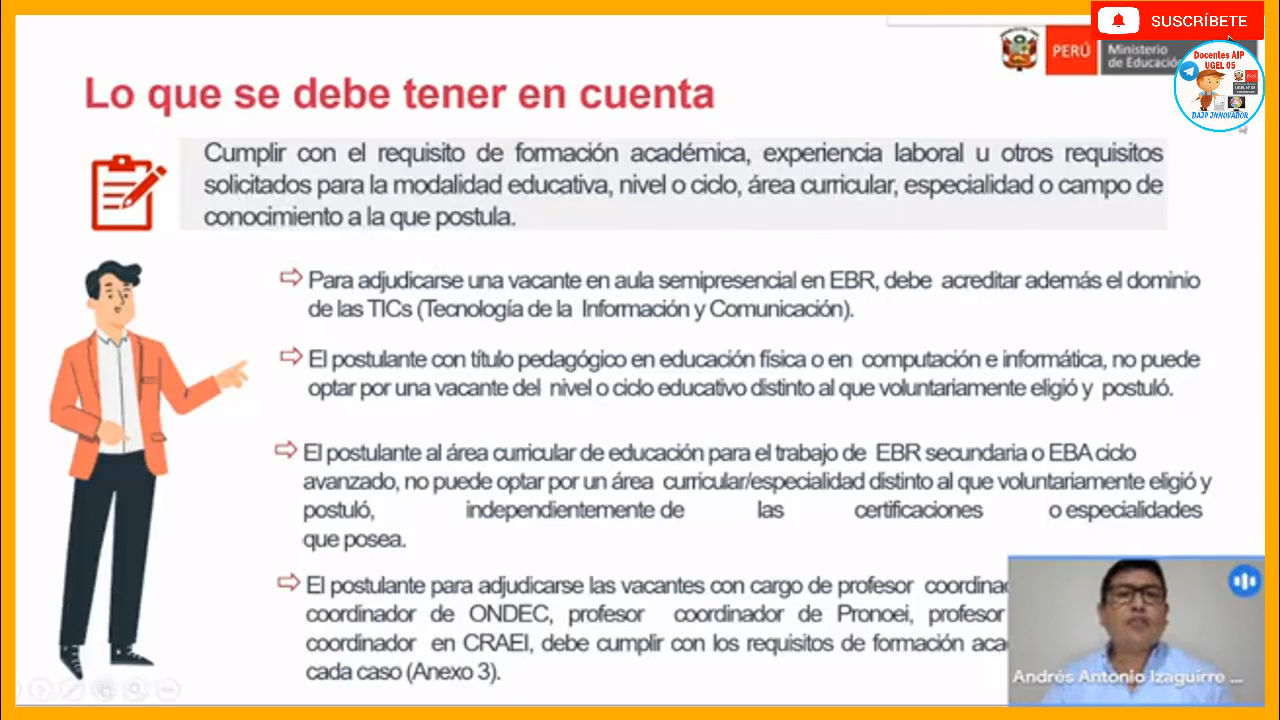 SUSCRÍBETE
PERÚ
Ministerio
de Educación
Docentes AIP
UGEL 05
DAIP INNOVADOR
Lo que se debe tener en cuenta
Cumplir con el requisito de formación académica, experiencia laboral u otros requisitos
solicitados para la modalidad educativa, nivel o ciclo, área curricular, especialidad o campo de
conocimiento a la que postula.
Para adjudicarse una vacante en aula semipresencial en EBR, debe acreditar además el dominio
de las TICs (Tecnología de la Información y Comunicación).
El postulante con título pedagógico en educación física o en computación e informática, no puede
optar por una vacante del nivel o ciclo educativo distinto al que voluntariamente eligió y postuló.
El postulante al área curricular de educación para el trabajo de EBR secundaria o EBA ciclo
avanzado, no puede optar por un área curricular/especialidad distinto al que voluntariamente eligió y
postuló, independientemente de las certificaciones o especialidades
que posea.
El postulante para adjudicarse las vacantes con cargo de profesor
coordinador de ONDEC, profesor coordinador de Pronoei, profesor
coordinador en CRAEI, debe cumplir con los requisitos de formación
cada caso (Anexo 3).
Andrés Antonio Izaguirre ...